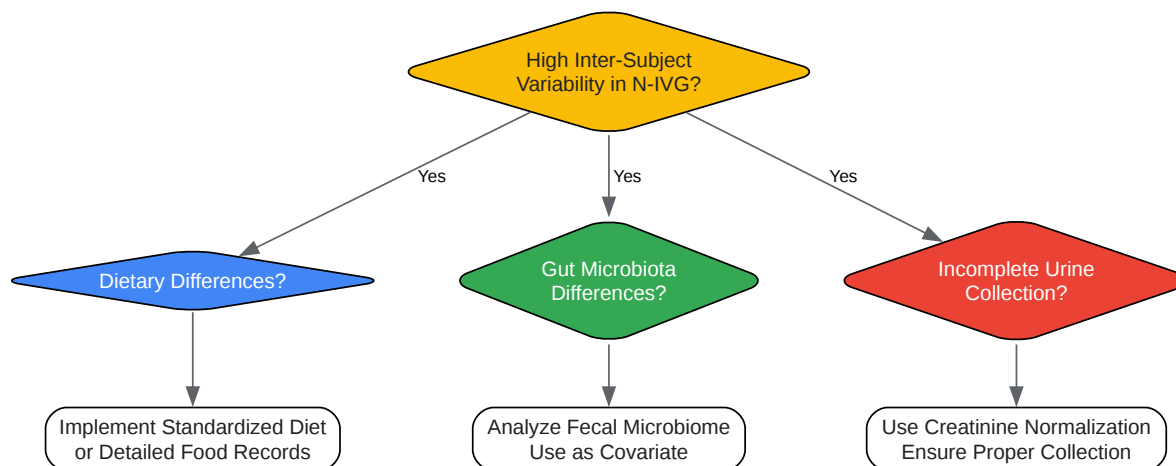 High Inter-Subject
Variability in N-IVG?
Yes
Yes
Yes
Dietary Differences?
Gut Microbiota
Differences?
Incomplete Urine
Collection?
Implement Standardized Diet
or Detailed Food Records
Analyze Fecal Microbiome
Use as Covariate
Use Creatinine Normalization
Ensure Proper Collection